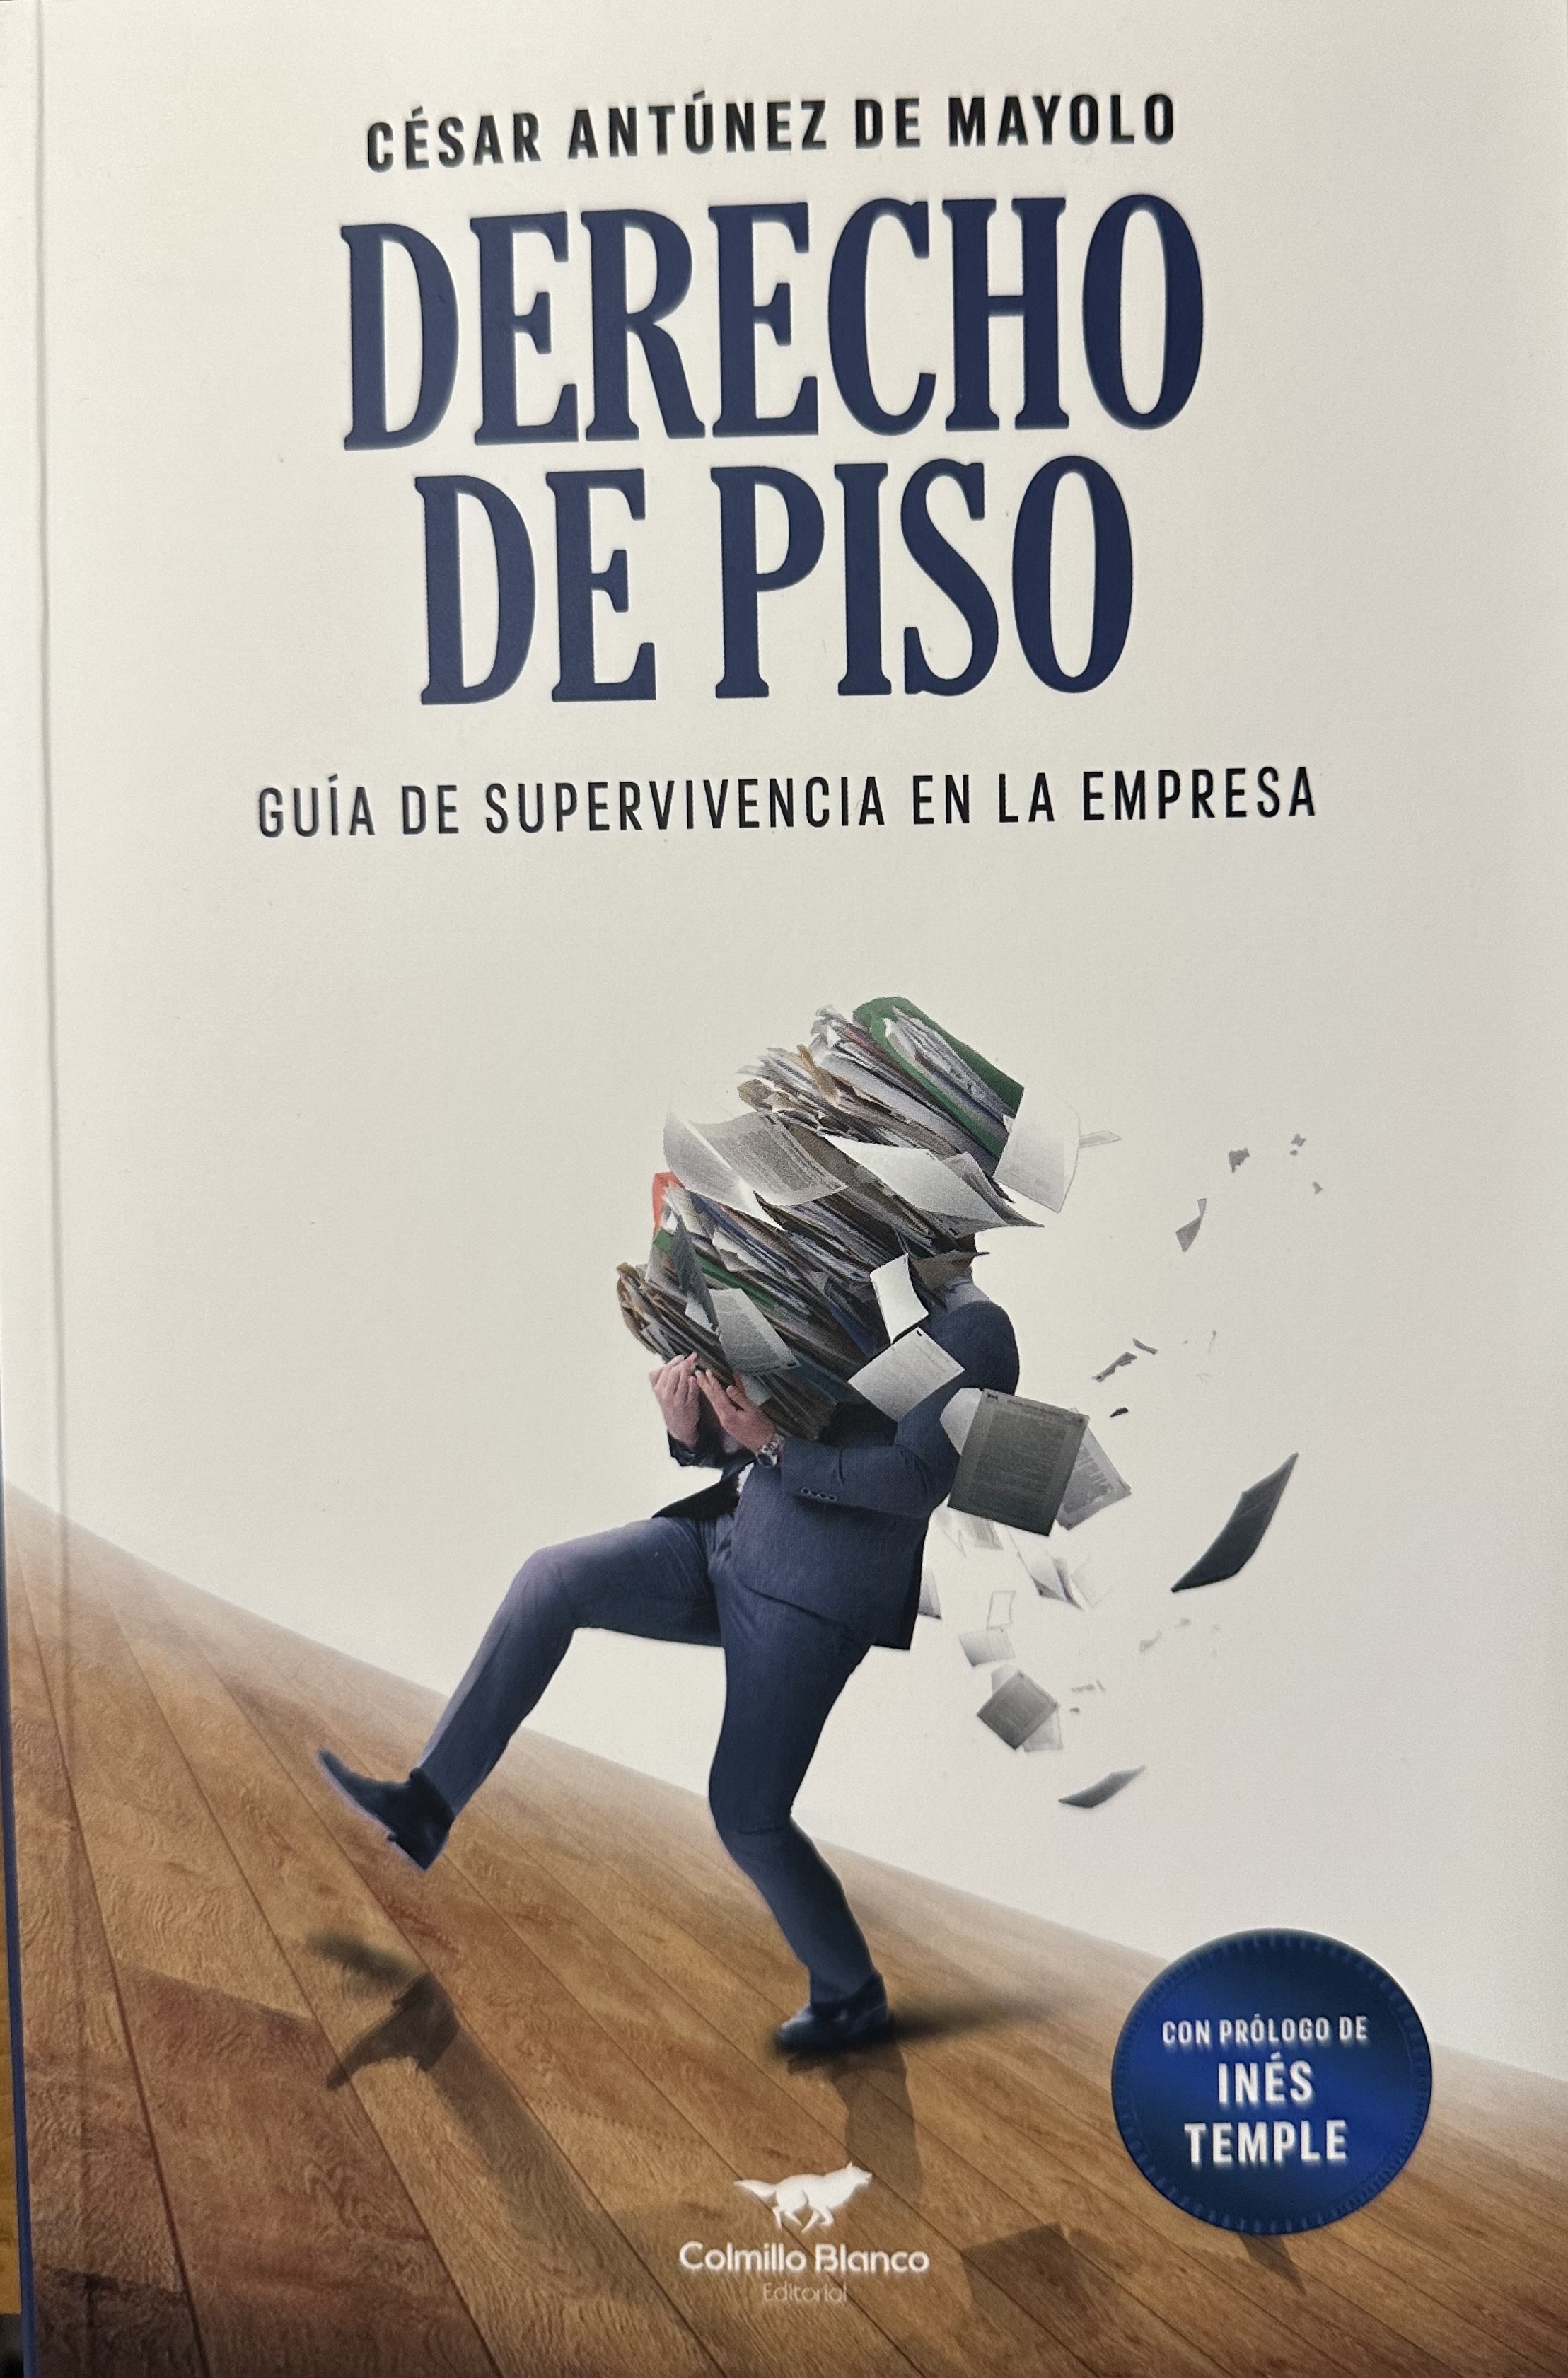 CÉSAR ANTÚNEZ DE MAYOLO
DERECHO
DE PISO
GUÍA DE SUPERVIVENCIA EN LA EMPRESA
CON PRÓLOGO DE
INÉS
TEMPLE
Colmillo Blanco
Editorial